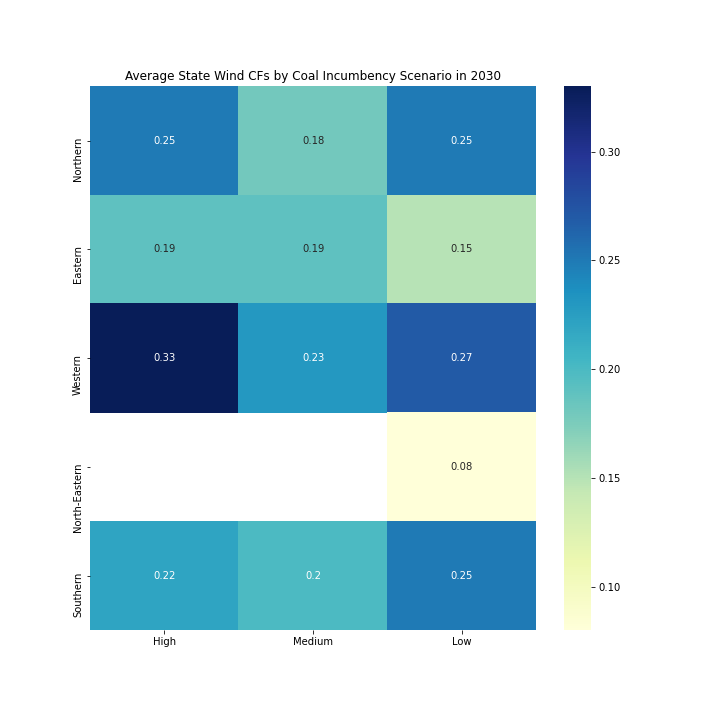 Average State Wind CFs by Coal Incumbency Scenario in 2030
Northern
0.25 0.18 0.25
Eastern
0.19 0.19 0.15
Western
0.33 0.23 0.27
North-Eastern
0.08
Southern
0.22 0.2 0.25
High Medium Low
0.30
0.25
0.20
0.15
0.10